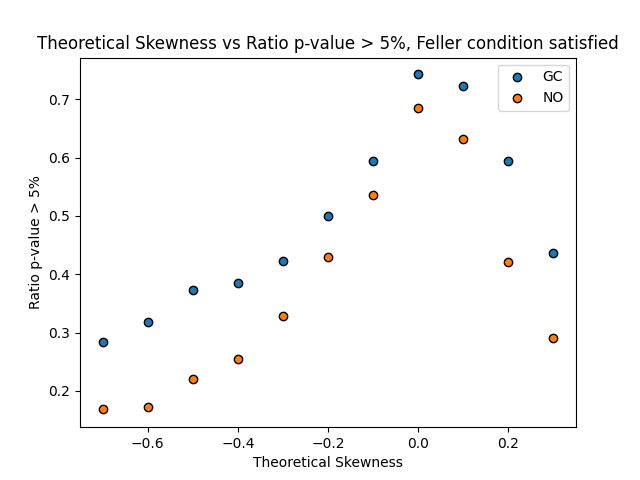 Theoretical Skewness vs Ratio p-value > 5%, Feller condition satisfied
GC
NO
Ratio p-value > 5%
0.7
0.6
0.5
0.4
0.3
0.2
−0.6 −0.4 −0.2 0.0 0.2
Theoretical Skewness